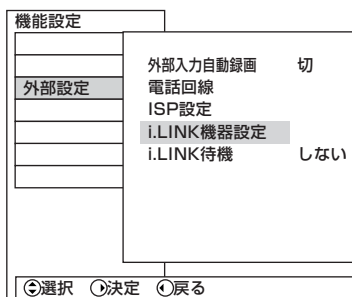 機能設定
外部設定
外部入力自動録画 切
電話回線
ISP設定
i.LINK機器設定
i.LINK待機 しない
選択 決定 戻る